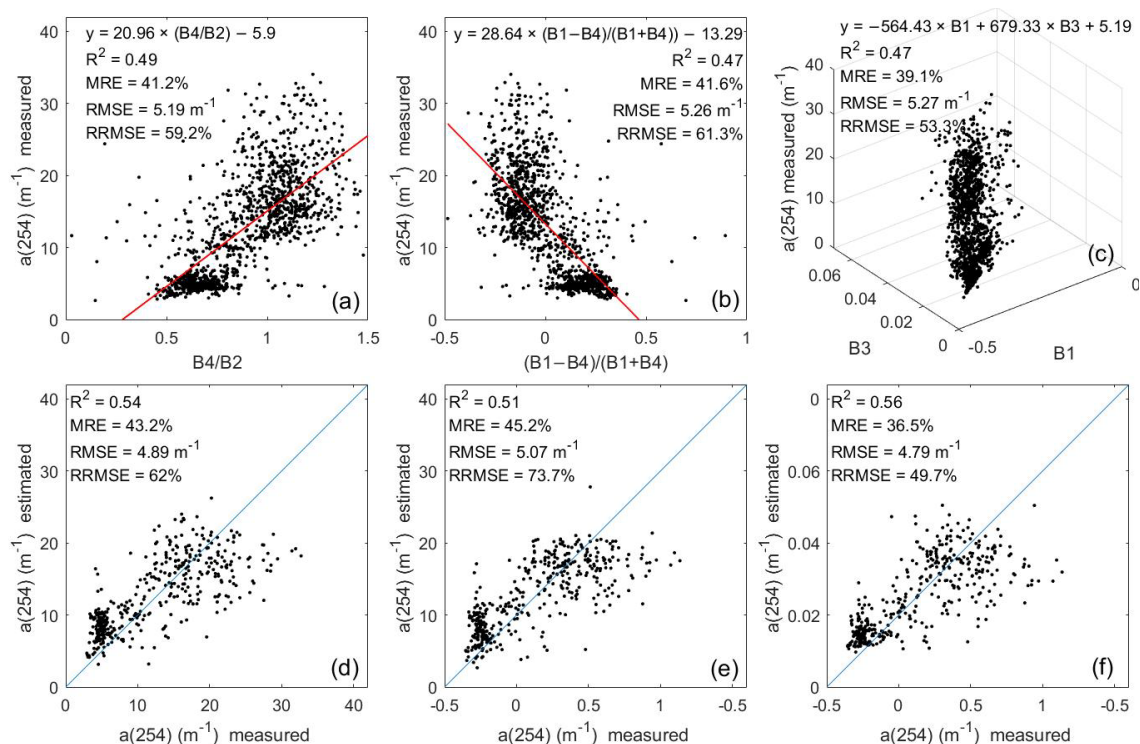 y = 20.96 × (B4/B2) − 5.9
R² = 0.49
MRE = 41.2%
RMSE = 5.19 m⁻¹
RRMSE = 59.2%
a(254) (m⁻¹) measured
40
30
20
10
0
0 0.5 1 1.5
B4/B2
(a)
y = 28.64 × (B1−B4)/(B1+B4)) − 13.29
R² = 0.47
MRE = 41.6%
RMSE = 5.26 m⁻¹
RRMSE = 61.3%
a(254) (m⁻¹) measured
40
30
20
10
0
-0.5 0 0.5 1
(B1−B4)/(B1+B4)
(b)
y = −564.43 × B1 + 679.33 × B3 + 5.19
R² = 0.47
MRE = 39.1%
RMSE = 5.27 m⁻¹
RRMSE = 53.3%
a(254) (m⁻¹) measured
40
30
20
10
0
0.06
0.04
0.02
0
B3
-0.5
0
B1
(c)
R² = 0.54
MRE = 43.2%
RMSE = 4.89 m⁻¹
RRMSE = 62%
a(254) (m⁻¹) estimated
40
30
20
10
0
0 10 20 30 40
a(254) (m⁻¹) measured
(d)
R² = 0.51
MRE = 45.2%
RMSE = 5.07 m⁻¹
RRMSE = 73.7%
a(254) (m⁻¹) estimated
40
30
20
10
0
-0.5 0 0.5 1 -0.5
a(254) (m⁻¹) measured
(e)
R² = 0.56
MRE = 36.5%
RMSE = 4.79 m⁻¹
RRMSE = 49.7%
a(254) (m⁻¹) estimated
0
0.06
0.04
0.02
0
-0.5 0 0.5 1 -0.5
a(254) (m⁻¹) measured
(f)